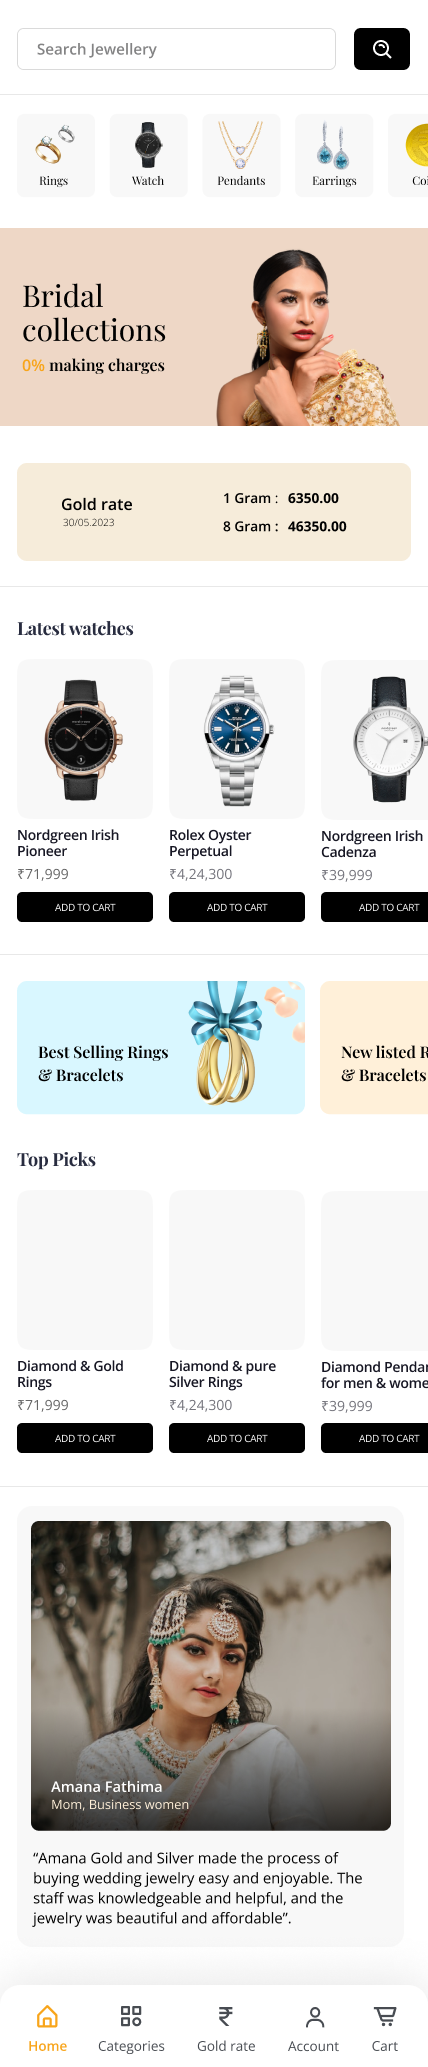 Search Jewellery
Rings
Watch
Pendants
Earrings
Coi
Bridal
collections
0% making charges
Gold rate
30/05.2023
1 Gram : 6350.00
8 Gram : 46350.00
Latest watches
Nordgreen Irish
Pioneer
₹71,999
ADD TO CART
Rolex Oyster
Perpetual
₹4,24,300
ADD TO CART
Nordgreen Irish
Cadenza
₹39,999
ADD TO CART
Best Selling Rings
& Bracelets
New listed R
& Bracelets
Top Picks
Diamond & Gold
Rings
₹71,999
ADD TO CART
Diamond & pure
Silver Rings
₹4,24,300
ADD TO CART
Diamond Pendan
for men & wome
₹39,999
ADD TO CART
Amana Fathima
Mom, Business women
“Amana Gold and Silver made the process of
buying wedding jewelry easy and enjoyable. The
staff was knowledgeable and helpful, and the
jewelry was beautiful and affordable”.
Home
Categories
Gold rate
Account
Cart